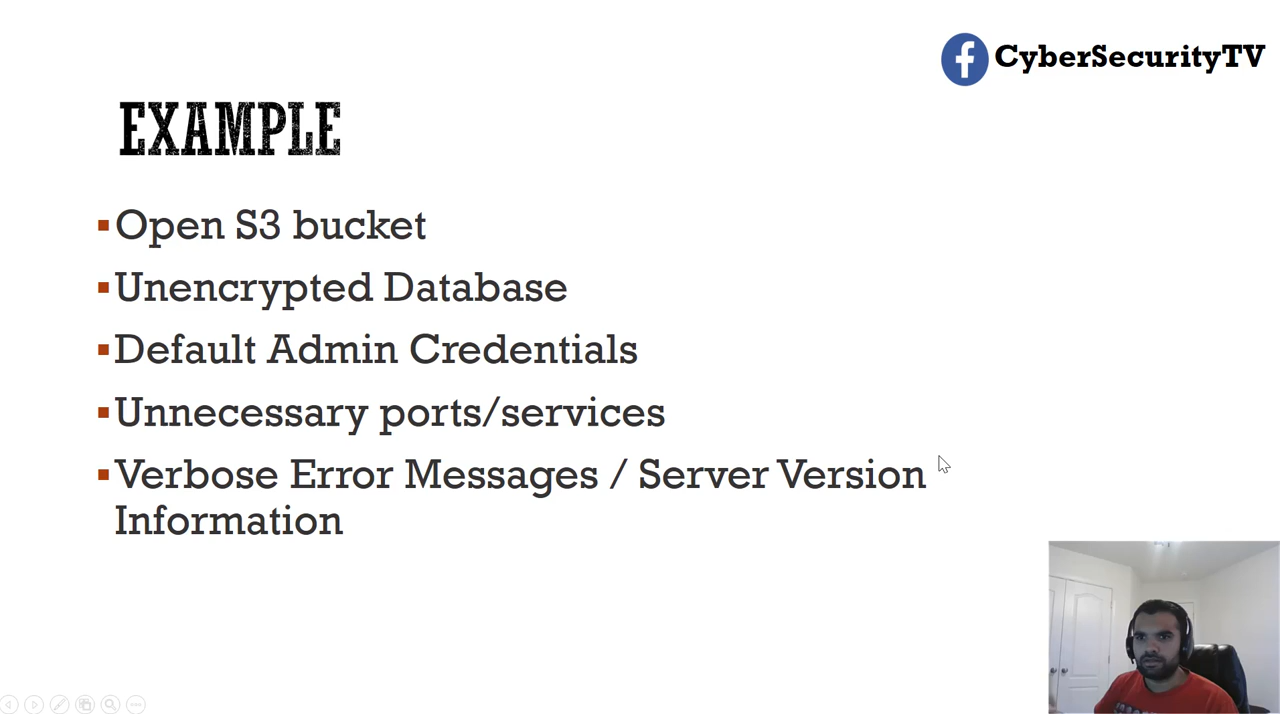 CyberSecurityTV
EXAMPLE
Open S3 bucket
Unencrypted Database
Default Admin Credentials
Unnecessary ports/services
Verbose Error Messages / Server Version
Information